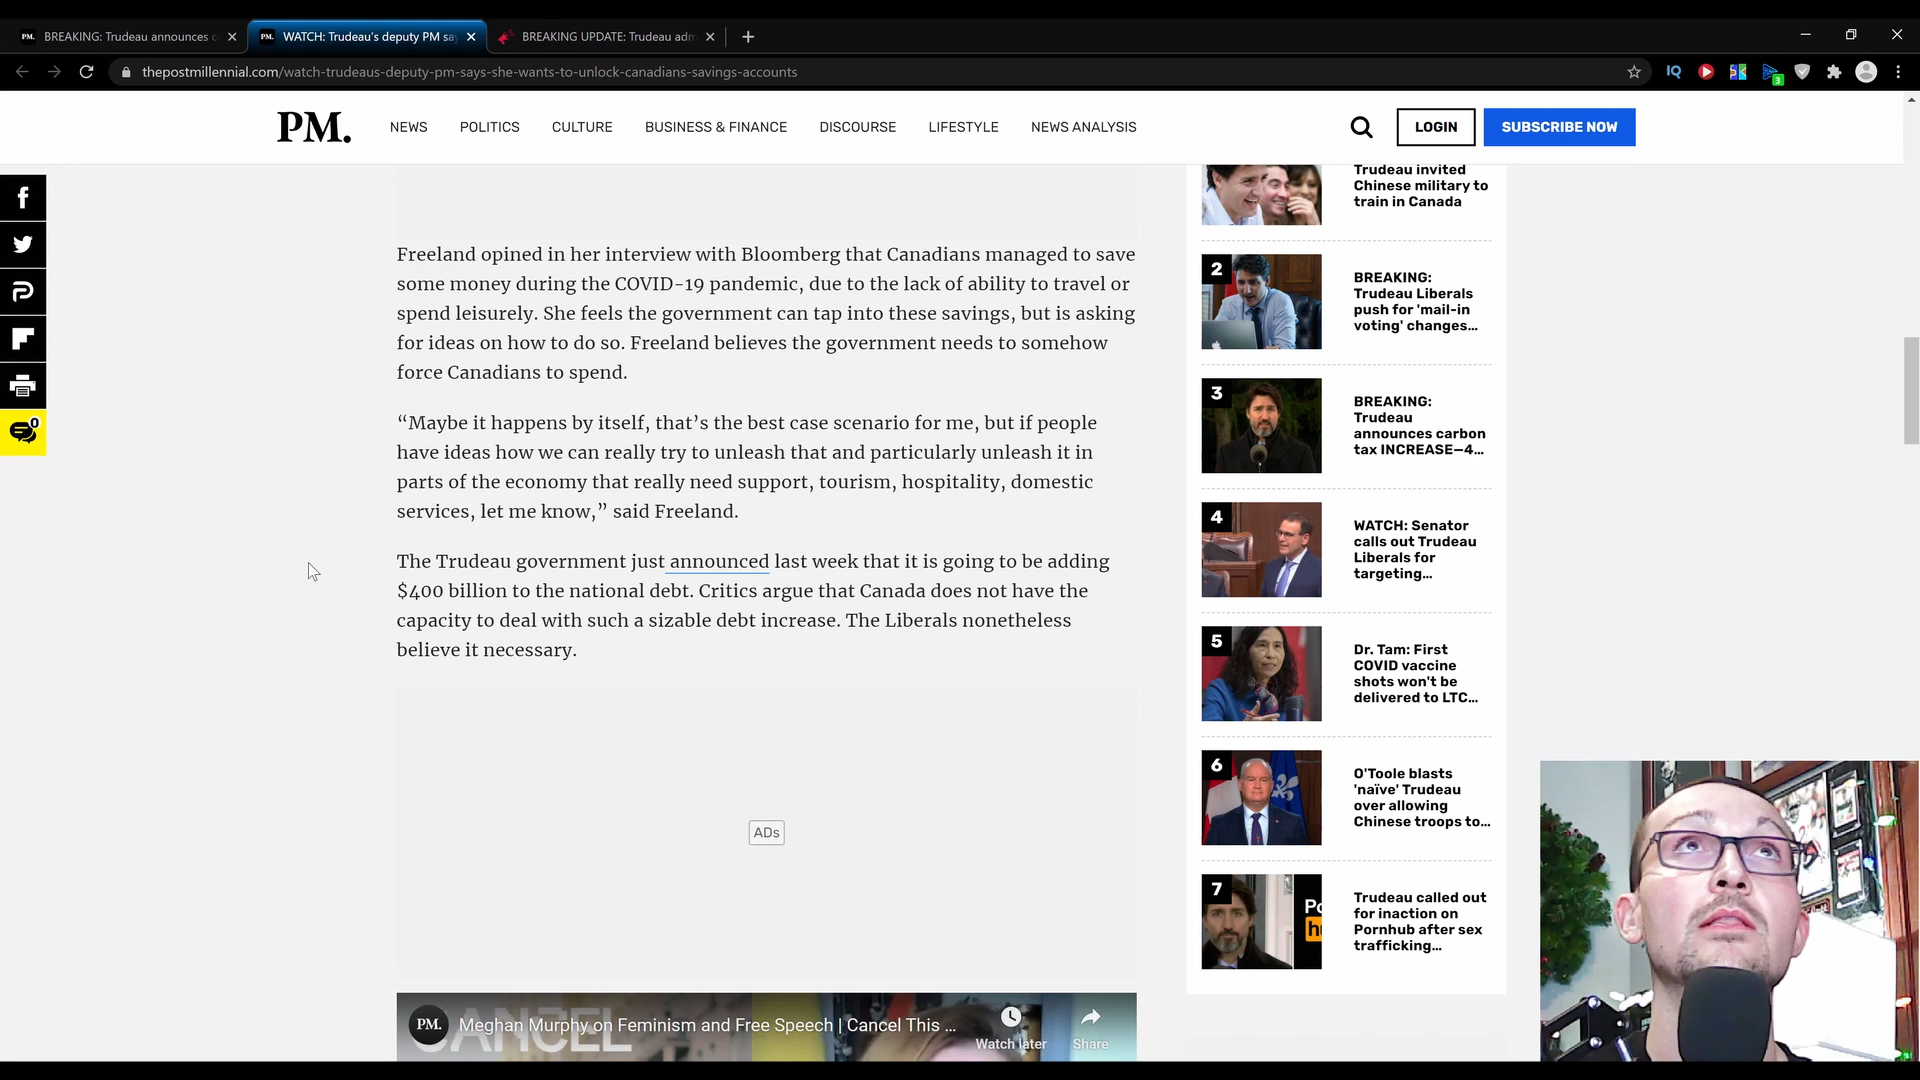 PM. BREAKING: Trudeau announces c
PM. WATCH: Trudeau's deputy PM sa
BREAKING UPDATE: Trudeau adm
thepostmillennial.com/watch-trudeaus-deputy-pm-says-she-wants-to-unlock-canadians-savings-accounts
IQ
3
PM.
NEWS
POLITICS
CULTURE
BUSINESS & FINANCE
DISCOURSE
LIFESTYLE
NEWS ANALYSIS
LOGIN
SUBSCRIBE NOW
0
Freeland opined in her interview with Bloomberg that Canadians managed to save
some money during the COVID-19 pandemic, due to the lack of ability to travel or
spend leisurely. She feels the government can tap into these savings, but is asking
for ideas on how to do so. Freeland believes the government needs to somehow
force Canadians to spend.
“Maybe it happens by itself, that’s the best case scenario for me, but if people
have ideas how we can really try to unleash that and particularly unleash it in
parts of the economy that really need support, tourism, hospitality, domestic
services, let me know,” said Freeland.
The Trudeau government just announced last week that it is going to be adding
$400 billion to the national debt. Critics argue that Canada does not have the
capacity to deal with such a sizable debt increase. The Liberals nonetheless
believe it necessary.
ADs
PM.
Meghan Murphy on Feminism and Free Speech | Cancel This ...
CANCEL
Watch later
Share
Trudeau invited
Chinese military to
train in Canada
2
BREAKING:
Trudeau Liberals
push for 'mail-in
voting' changes...
3
BREAKING:
Trudeau
announces carbon
tax INCREASE—4...
4
WATCH: Senator
calls out Trudeau
Liberals for
targeting...
5
Dr. Tam: First
COVID vaccine
shots won't be
delivered to LTC...
6
O'Toole blasts
'naïve' Trudeau
over allowing
Chinese troops to...
7
Po
h
Trudeau called out
for inaction on
Pornhub after sex
trafficking...